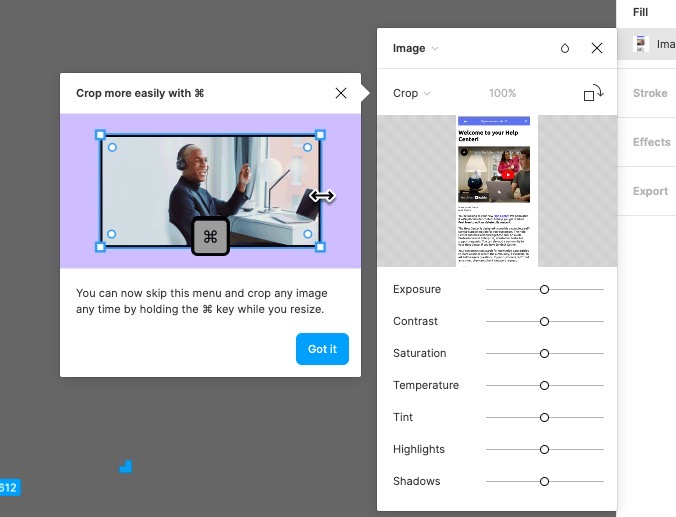 Fill
Image
Ima
Crop more easily with ⌘
Crop
100%
Stroke
Welcome to your Help
Center!
Effects
⌘
Export
You can now skip this menu and crop any image
any time by holding the ⌘ key while you resize.
Got it
Exposure
Contrast
Saturation
Temperature
Tint
Highlights
Shadows
612